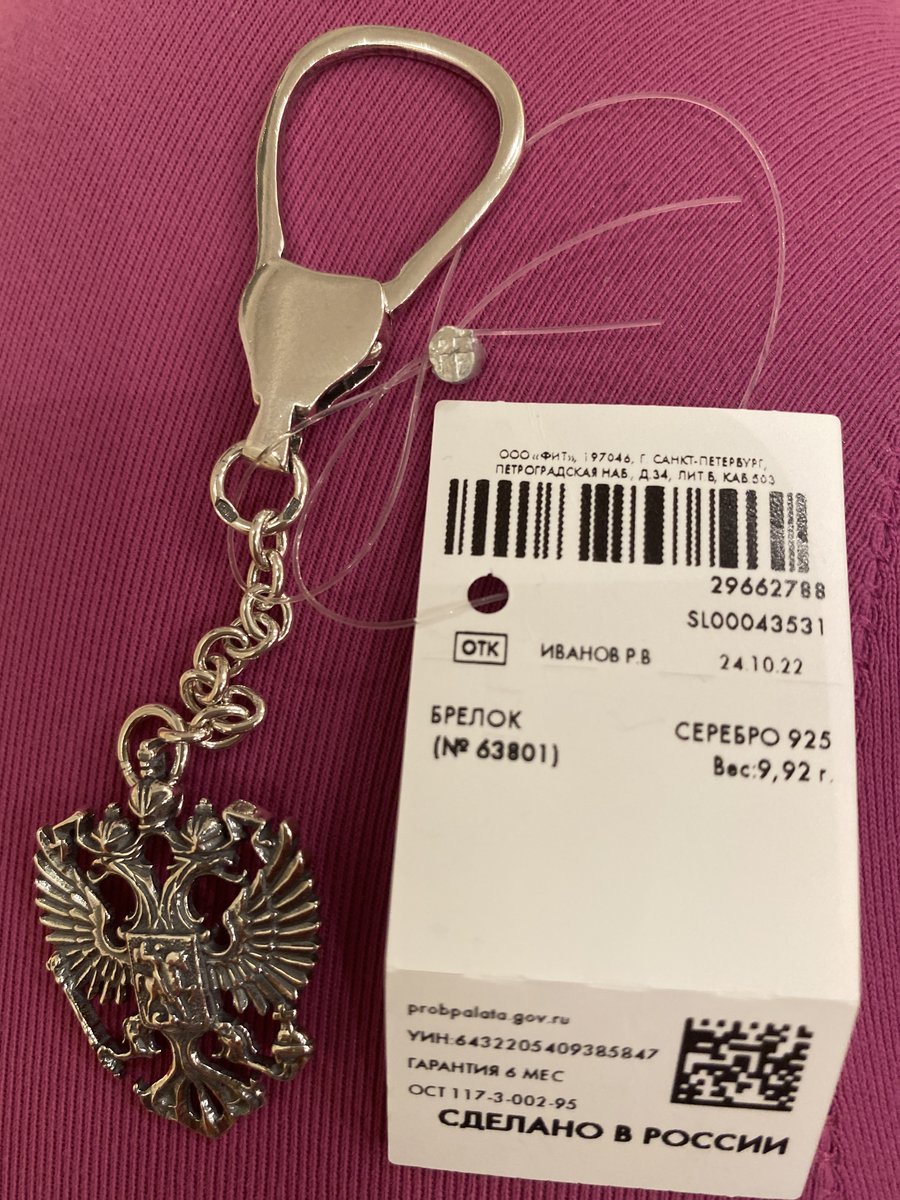 ООО «ФИТ», 197046, Г. САНКТ-ПЕТЕРБУРГ,
ПЕТРОГРАДСКАЯ НАБ., Д.34, ЛИТ.Б, КАБ.503
29662788
SL00043531
ОТК ИВАНОВ Р.В 24.10.22
БРЕЛОК СЕРЕБРО 925
(№ 63801) Вес:9,92 г.
probpalata.gov.ru
УИН:6432205409385847
ГАРАНТИЯ 6 МЕС
ОСТ 117-3-002-95
СДЕЛАНО В РОССИИ